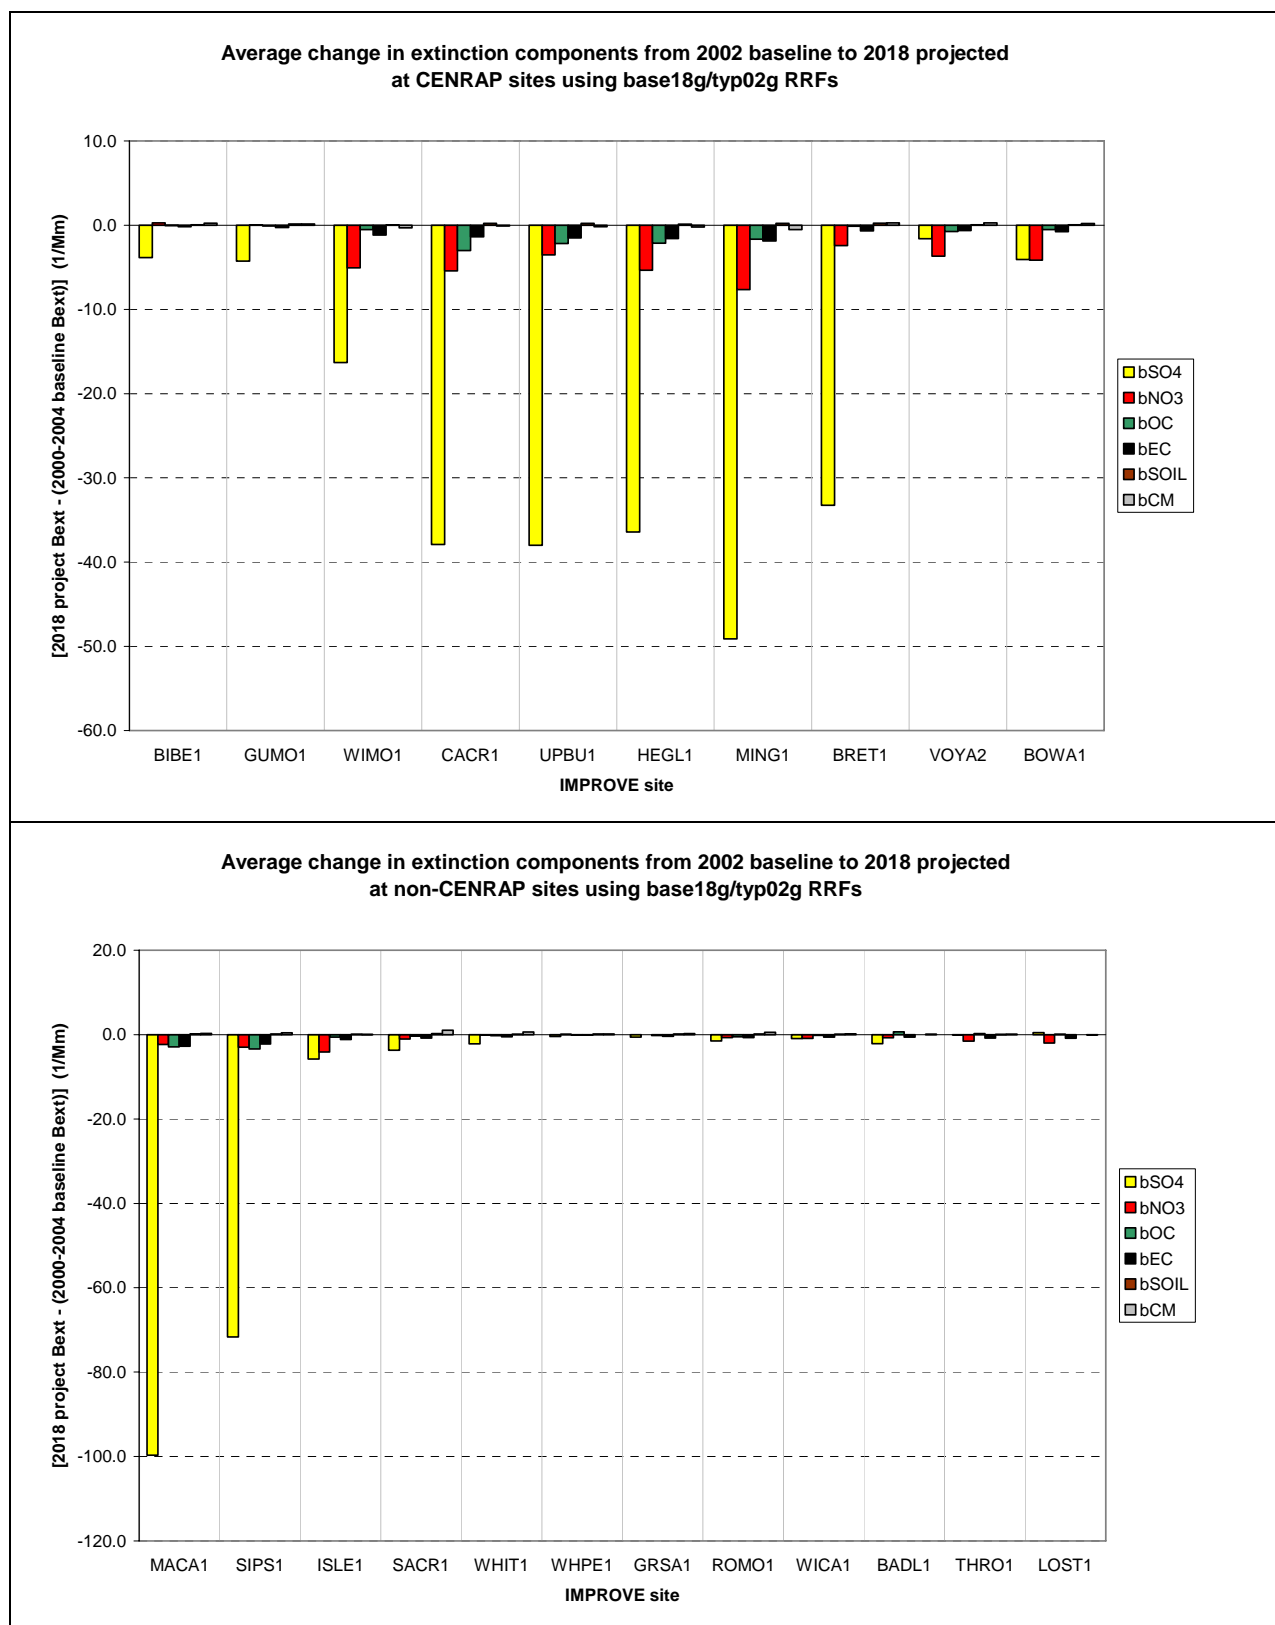 Average change in extinction components from 2002 baseline to 2018 projected
at CENRAP sites using base18g/typ02g RRFs
[2018 project Bext - (2000-2004 baseline Bext)] (1/Mm)
10.0
0.0
-10.0
-20.0
-30.0
-40.0
-50.0
-60.0
BIBE1 GUMO1 WIMO1 CACR1 UPBU1 HEGL1 MING1 BRET1 VOYA2 BOWA1
IMPROVE site
bSO4
bNO3
bOC
bEC
bSOIL
bCM
Average change in extinction components from 2002 baseline to 2018 projected
at non-CENRAP sites using base18g/typ02g RRFs
[2018 project Bext - (2000-2004 baseline Bext)] (1/Mm)
20.0
0.0
-20.0
-40.0
-60.0
-80.0
-100.0
-120.0
MACA1 SIPS1 ISLE1 SACR1 WHIT1 WHPE1 GRSA1 ROMO1 WICA1 BADL1 THRO1 LOST1
IMPROVE site
bSO4
bNO3
bOC
bEC
bSOIL
bCM